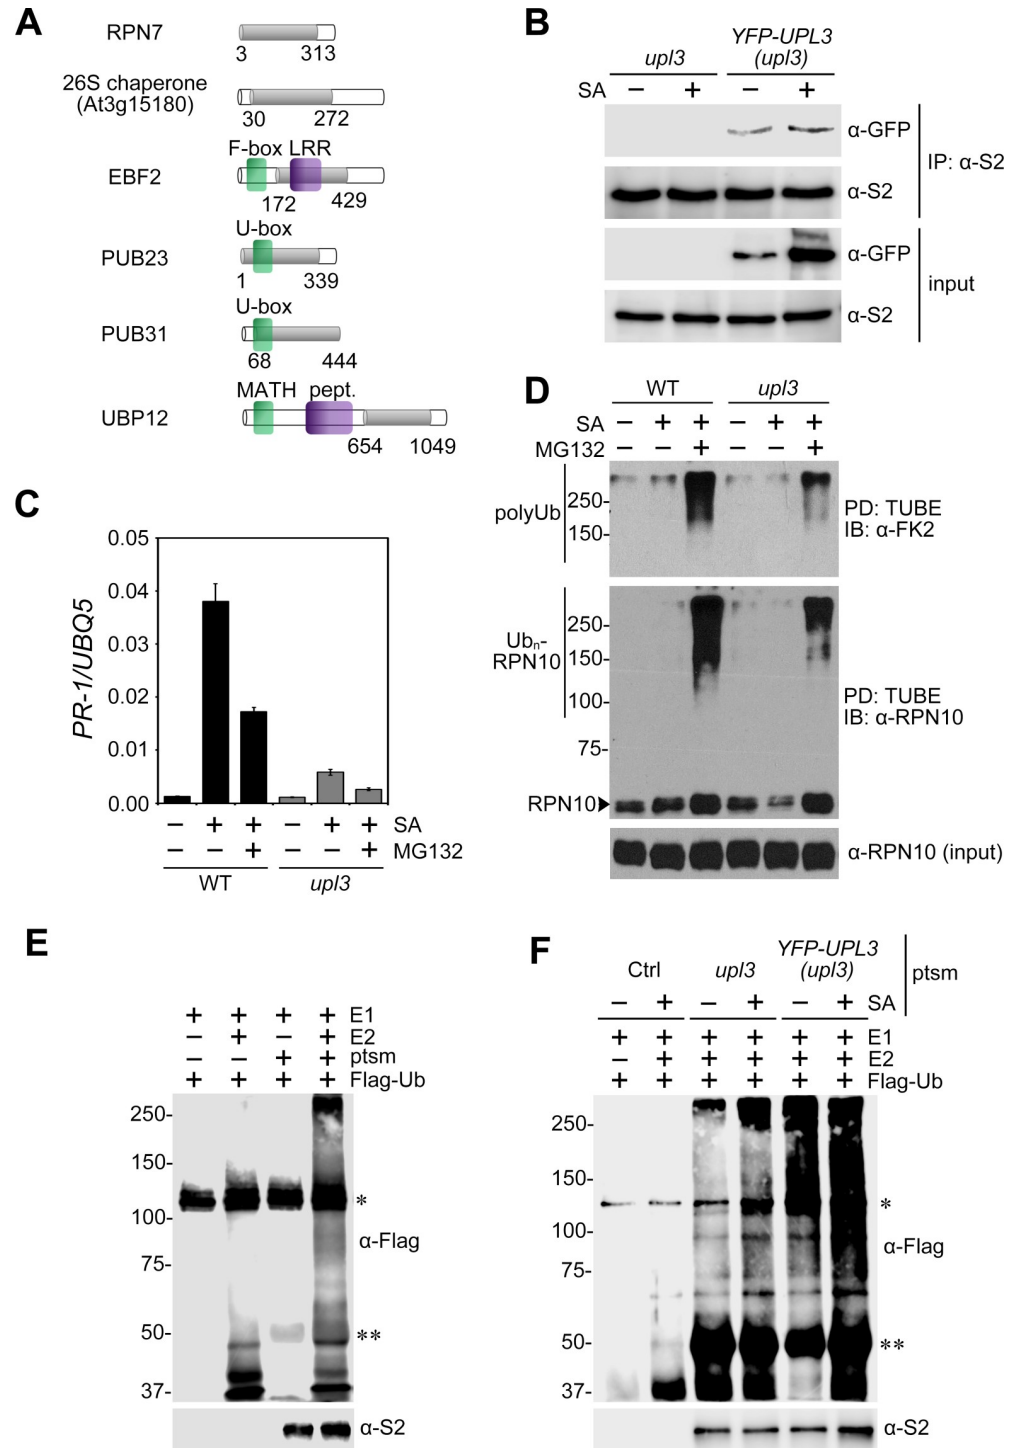 A
RPN7
3 313
26S chaperone
(At3g15180)
30 272
F-box LRR
EBF2
172 429
U-box
PUB23
1 339
U-box
PUB31
68 444
MATH pept.
UBP12
654 1049
B
upl3
YFP-UPL3
(upl3)
SA − + − +
α-GFP
α-S2
IP: α-S2
α-GFP
α-S2
input
C
PR-1/UBQ5
0.05
0.04
0.03
0.02
0.01
0.00
− + + − + + SA
− − + − − + MG132
WT upl3
D
WT upl3
SA − + + − + +
MG132 − − + − − +
polyUb
250-
150-
PD: TUBE
IB: α-FK2
Ubn-
RPN10
250-
150-
100-
75-
PD: TUBE
IB: α-RPN10
RPN10
α-RPN10 (input)
E
+ + + + E1
− + − + E2
− − + + ptsm
+ + + + Flag-Ub
250-
150-
100-
75-
50-
37-
*
α-Flag
**
α-S2
F
Ctrl upl3
YFP-UPL3
(upl3)
ptsm
− + − + − + SA
+ + + + + + E1
− + + + + + E2
+ + + + + + Flag-Ub
250-
150-
100-
75-
50-
37-
*
α-Flag
**
α-S2